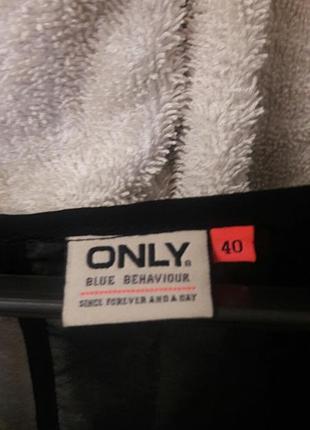 ONLY®
BLUE BEHAVIOUR
SINCE FOREVER AND A DAY
40